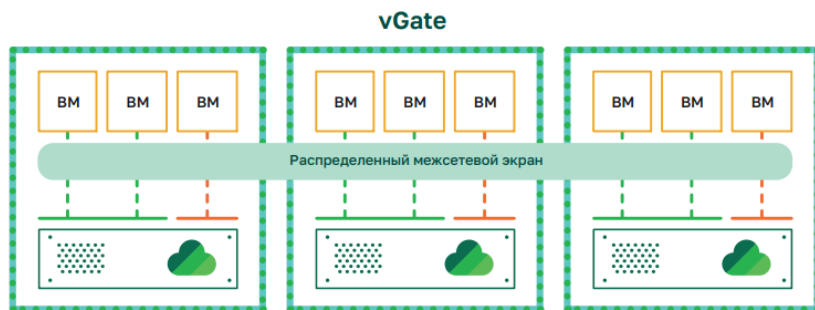 vGate
ВМ ВМ ВМ ВМ ВМ ВМ ВМ ВМ ВМ
Распределенный межсетевой экран